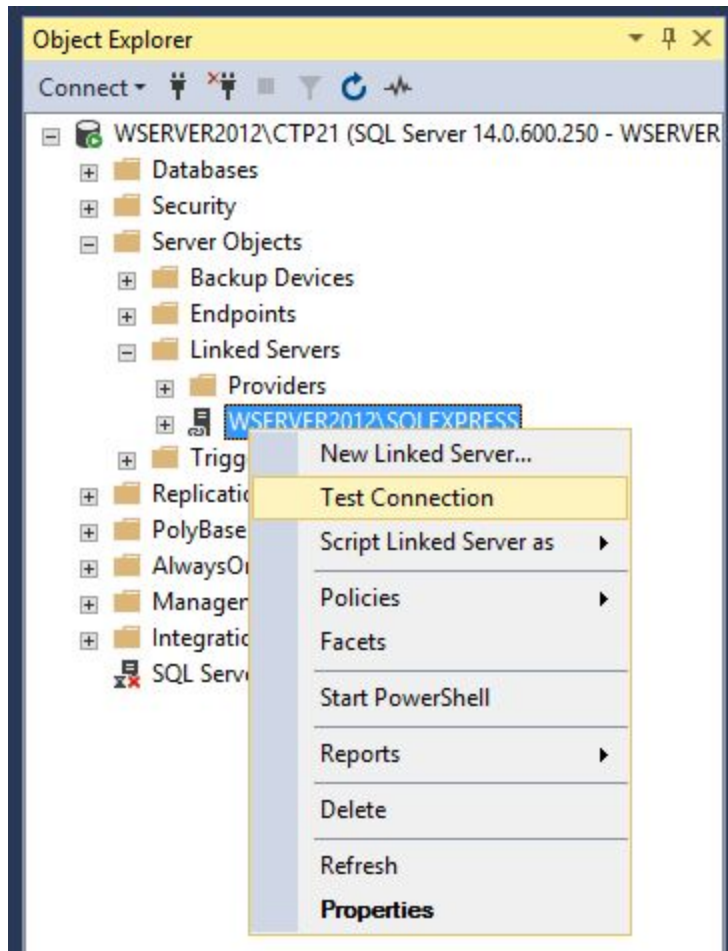 Object Explorer
Connect
WSERVER2012\CTP21 (SQL Server 14.0.600.250 - WSERVER
Databases
Security
Server Objects
Backup Devices
Endpoints
Linked Servers
Providers
WSERVER2012\SQLEXPRESS
New Linked Server...
Trigg
Test Connection
Replicatio
Script Linked Server as
PolyBase
AlwaysO
Policies
Manager
Facets
Integratio
SQL Serv
Start PowerShell
Reports
Delete
Refresh
Properties